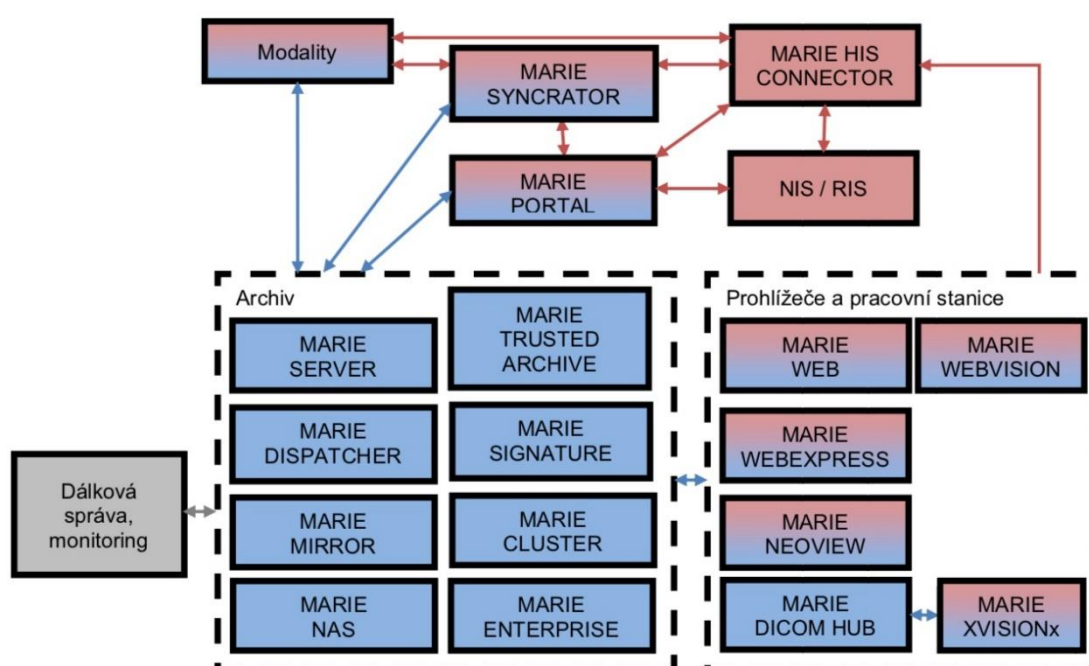 Modality
MARIE
SYNCRATOR
MARIE HIS
CONNECTOR
MARIE
PORTAL
NIS / RIS
Archiv
MARIE
SERVER
MARIE
TRUSTED
ARCHIVE
MARIE
DISPATCHER
MARIE
SIGNATURE
MARIE
MIRROR
MARIE
CLUSTER
MARIE
NAS
MARIE
ENTERPRISE
Dálková
správa,
monitoring
Prohlížeče a pracovní stanice
MARIE
WEB
MARIE
WEBVISION
MARIE
WEBEXPRESS
MARIE
NEOVIEW
MARIE
DICOM HUB
MARIE
XVISIONx